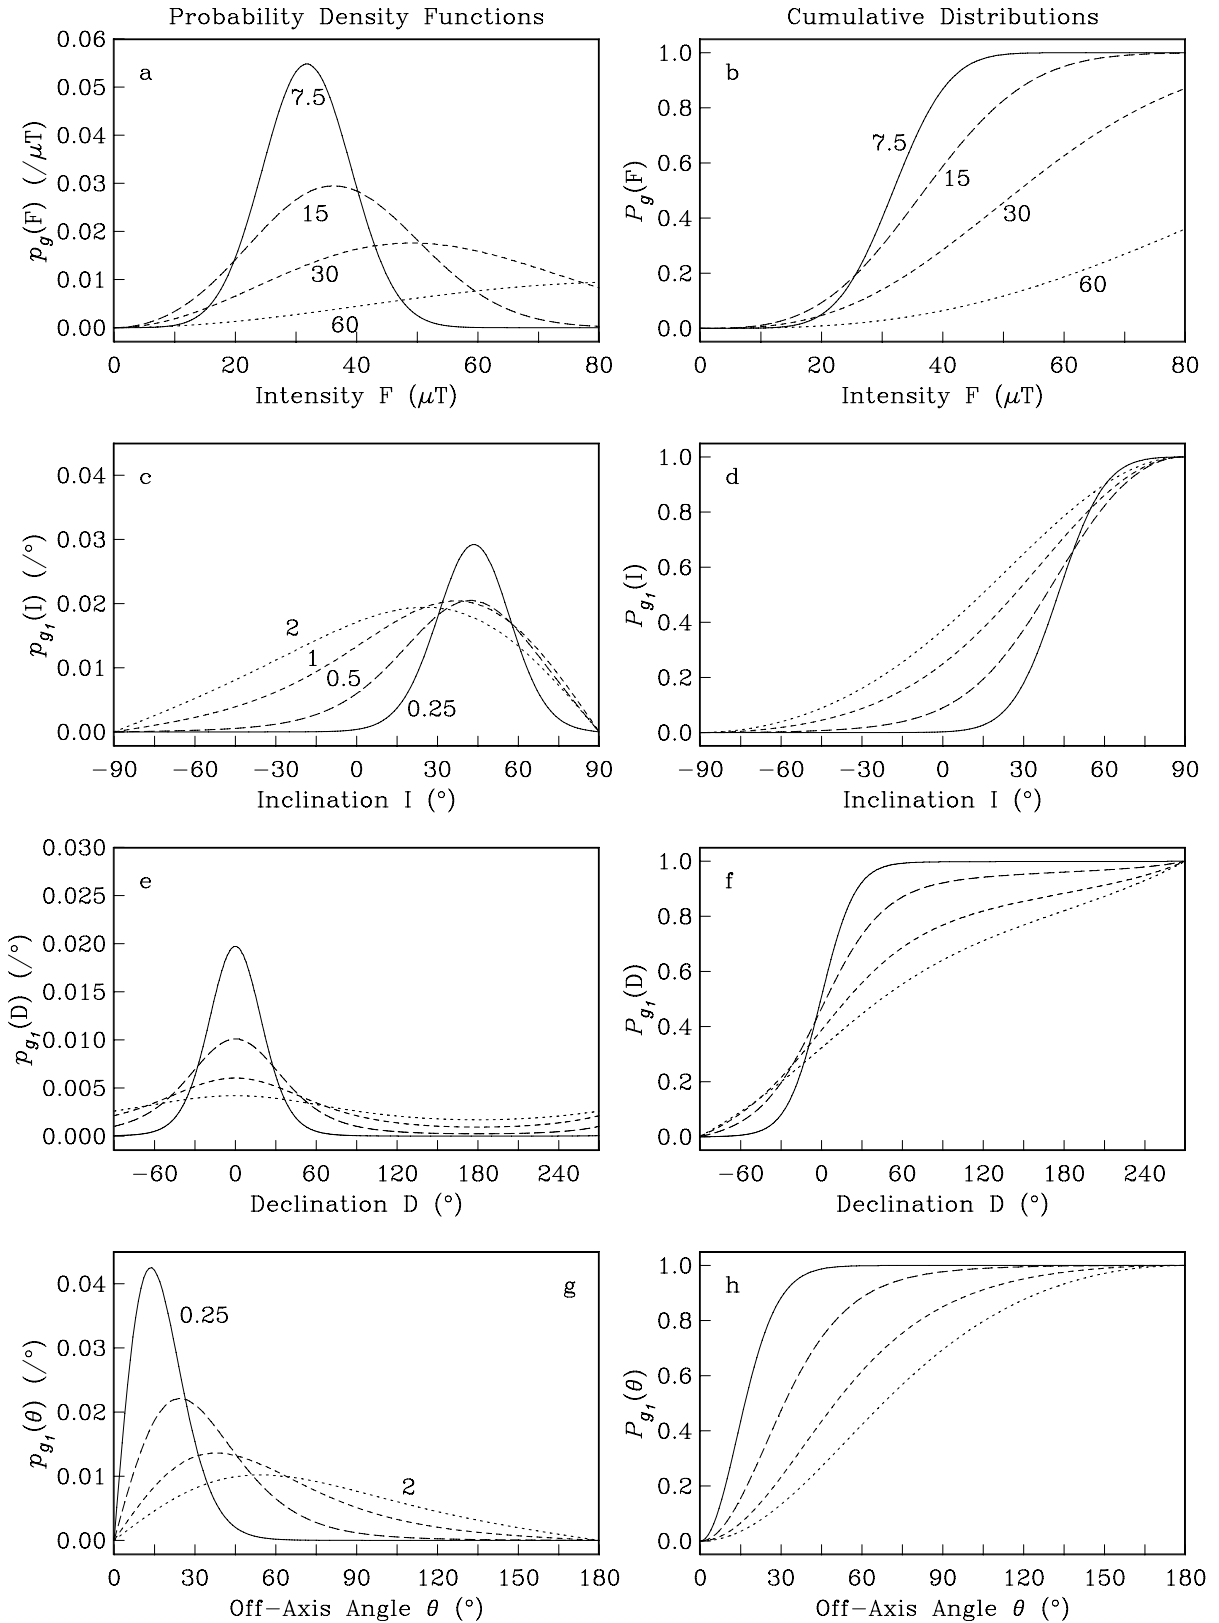 Probability Density Functions
Cumulative Distributions
a
7.5
15
30
60
0.06
0.05
0.04
0.03
0.02
0.01
0.00
p_g(F) (/μT)
0 20 40 60 80
Intensity F (μT)
b
7.5
15
30
60
1.0
0.8
0.6
0.4
0.2
0.0
P_g(F)
0 20 40 60 80
Intensity F (μT)
c
2
1
0.5
0.25
0.04
0.03
0.02
0.01
0.00
p_g1(I) (/°)
−90 −60 −30 0 30 60 90
Inclination I (°)
d
1.0
0.8
0.6
0.4
0.2
0.0
P_g1(I)
−90 −60 −30 0 30 60 90
Inclination I (°)
e
0.030
0.025
0.020
0.015
0.010
0.005
0.000
p_g1(D) (/°)
−60 0 60 120 180 240
Declination D (°)
f
1.0
0.8
0.6
0.4
0.2
0.0
P_g1(D)
−60 0 60 120 180 240
Declination D (°)
g
0.25
2
0.04
0.03
0.02
0.01
0.00
p_g1(θ) (/°)
0 30 60 90 120 150 180
Off−Axis Angle θ (°)
h
1.0
0.8
0.6
0.4
0.2
0.0
P_g1(θ)
0 30 60 90 120 150 180
Off−Axis Angle θ (°)